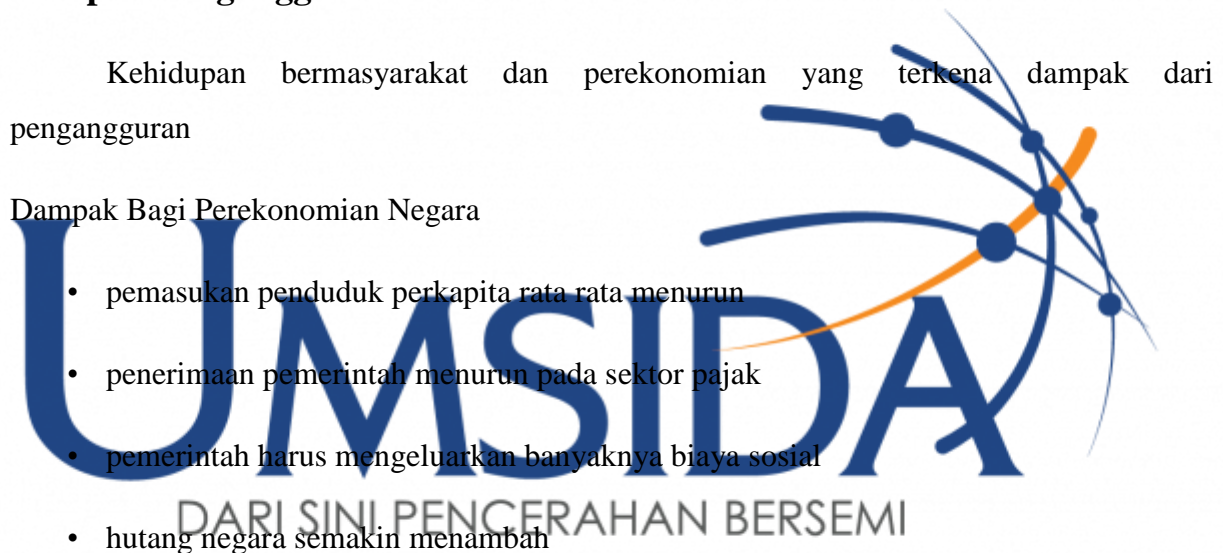 Kehidupan bermasyarakat dan perekonomian yang terkena dampak dari
pengangguran
Dampak Bagi Perekonomian Negara
• pemasukan penduduk perkapita rata rata menurun
• penerimaan pemerintah menurun pada sektor pajak
• pemerintah harus mengeluarkan banyaknya biaya sosial
• hutang negara semakin menambah
UMSIDA
DARI SINI PENCERAHAN BERSEMI